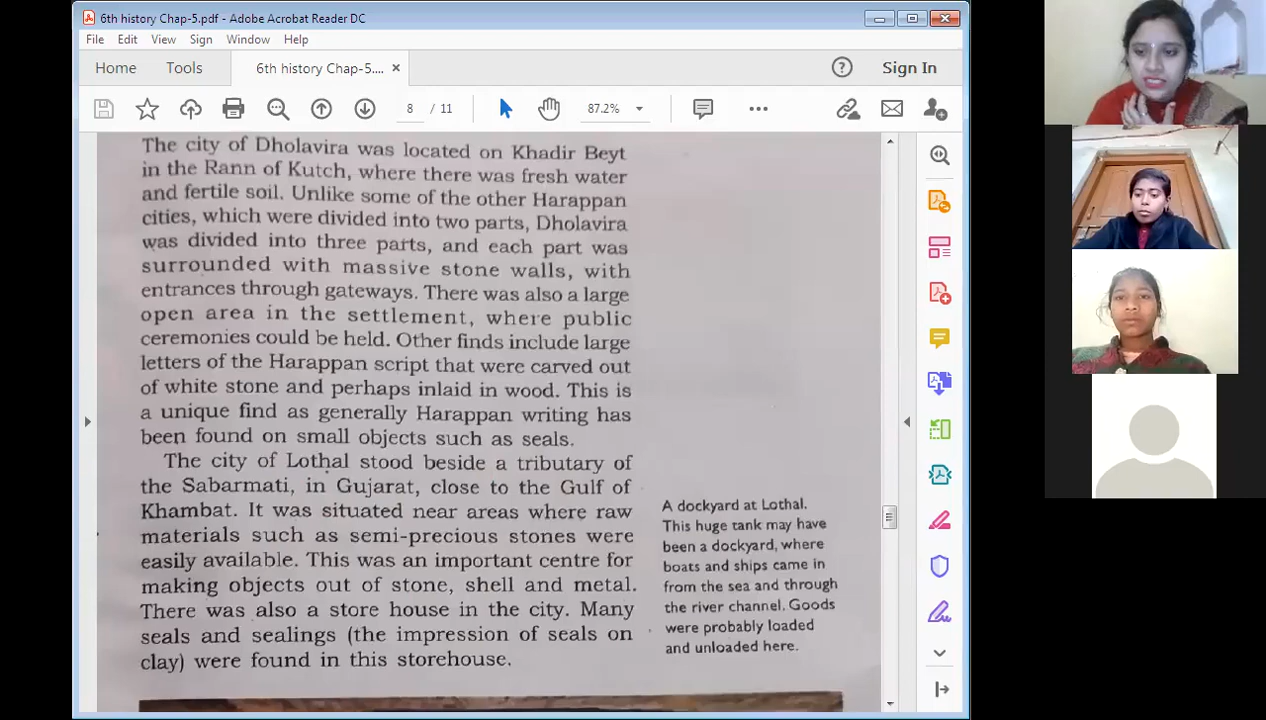 6th history Chap-5.pdf - Adobe Acrobat Reader DC
File Edit View Sign Window Help
Home Tools 6th history Chap-5.... × Sign In
8 / 11 87.2%
The city of Dholavira was located on Khadir Beyt
in the Rann of Kutch, where there was fresh water
and fertile soil. Unlike some of the other Harappan
cities, which were divided into two parts, Dholavira
was divided into three parts, and each part was
surrounded with massive stone walls, with
entrances through gateways. There was also a large
open area in the settlement, where public
ceremonies could be held. Other finds include large
letters of the Harappan script that were carved out
of white stone and perhaps inlaid in wood. This is
a unique find as generally Harappan writing has
been found on small objects such as seals.
The city of Lothal stood beside a tributary of
the Sabarmati, in Gujarat, close to the Gulf of
Khambat. It was situated near areas where raw
materials such as semi-precious stones were
easily available. This was an important centre for
making objects out of stone, shell and metal.
There was also a store house in the city. Many
seals and sealings (the impression of seals on
clay) were found in this storehouse.
A dockyard at Lothal.
This huge tank may have
been a dockyard, where
boats and ships came in
from the sea and through
the river channel. Goods
were probably loaded
and unloaded here.